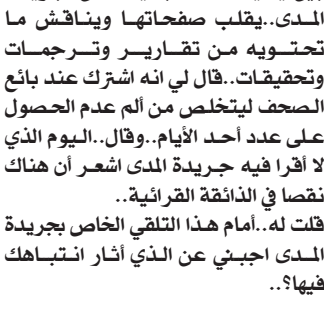 المدى..يقلب صفحاتها ويناقش ما
تحتويه من تقارير وترجمات
وتحقيقات..قال لي انه اشترك عند بائع
الصحف ليتخلص من ألم عدم الحصول
على عدد أحد الأيام..وقال..اليوم الذي
لا أقرا فيه جريدة المدى اشعر أن هناك
نقصا في الذائقة القرائية..
قلت له..أمام هذا التلقي الخاص بجريدة
المدى اجبني عن الذي أثار انتباهك
فيها؟..